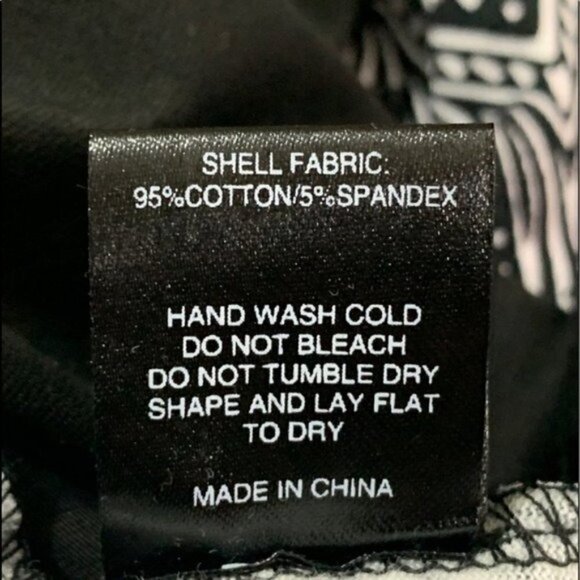 SHELL FABRIC:
95%COTTON/5%SPANDEX
HAND WASH COLD
DO NOT BLEACH
DO NOT TUMBLE DRY
SHAPE AND LAY FLAT
TO DRY
MADE IN CHINA